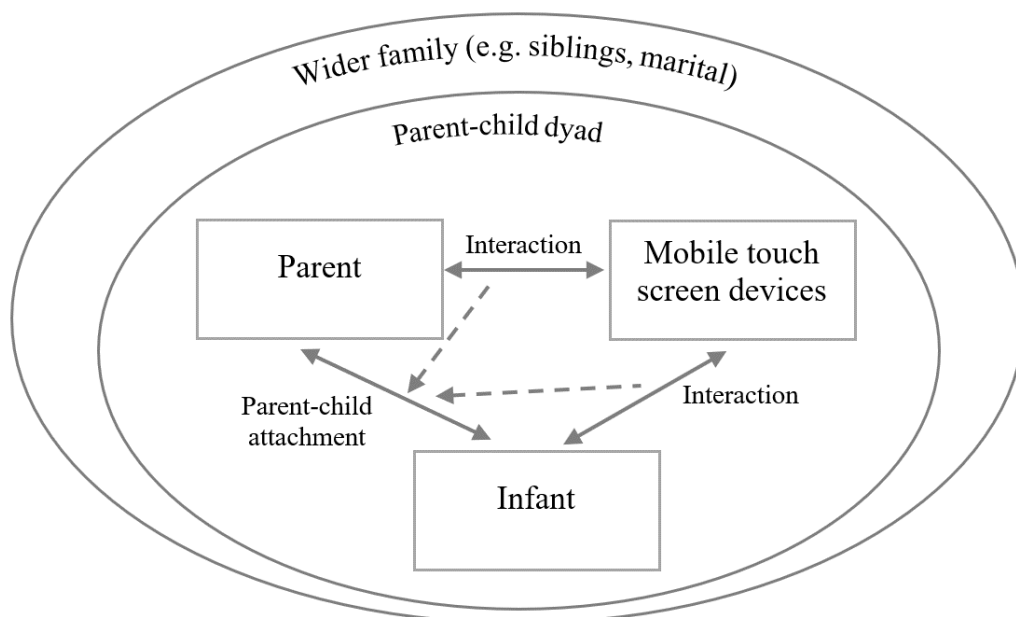 Wider family (e.g. siblings, marital)
Parent-child dyad
Parent
Interaction
Mobile touch
screen devices
Parent-child
attachment
Interaction
Infant